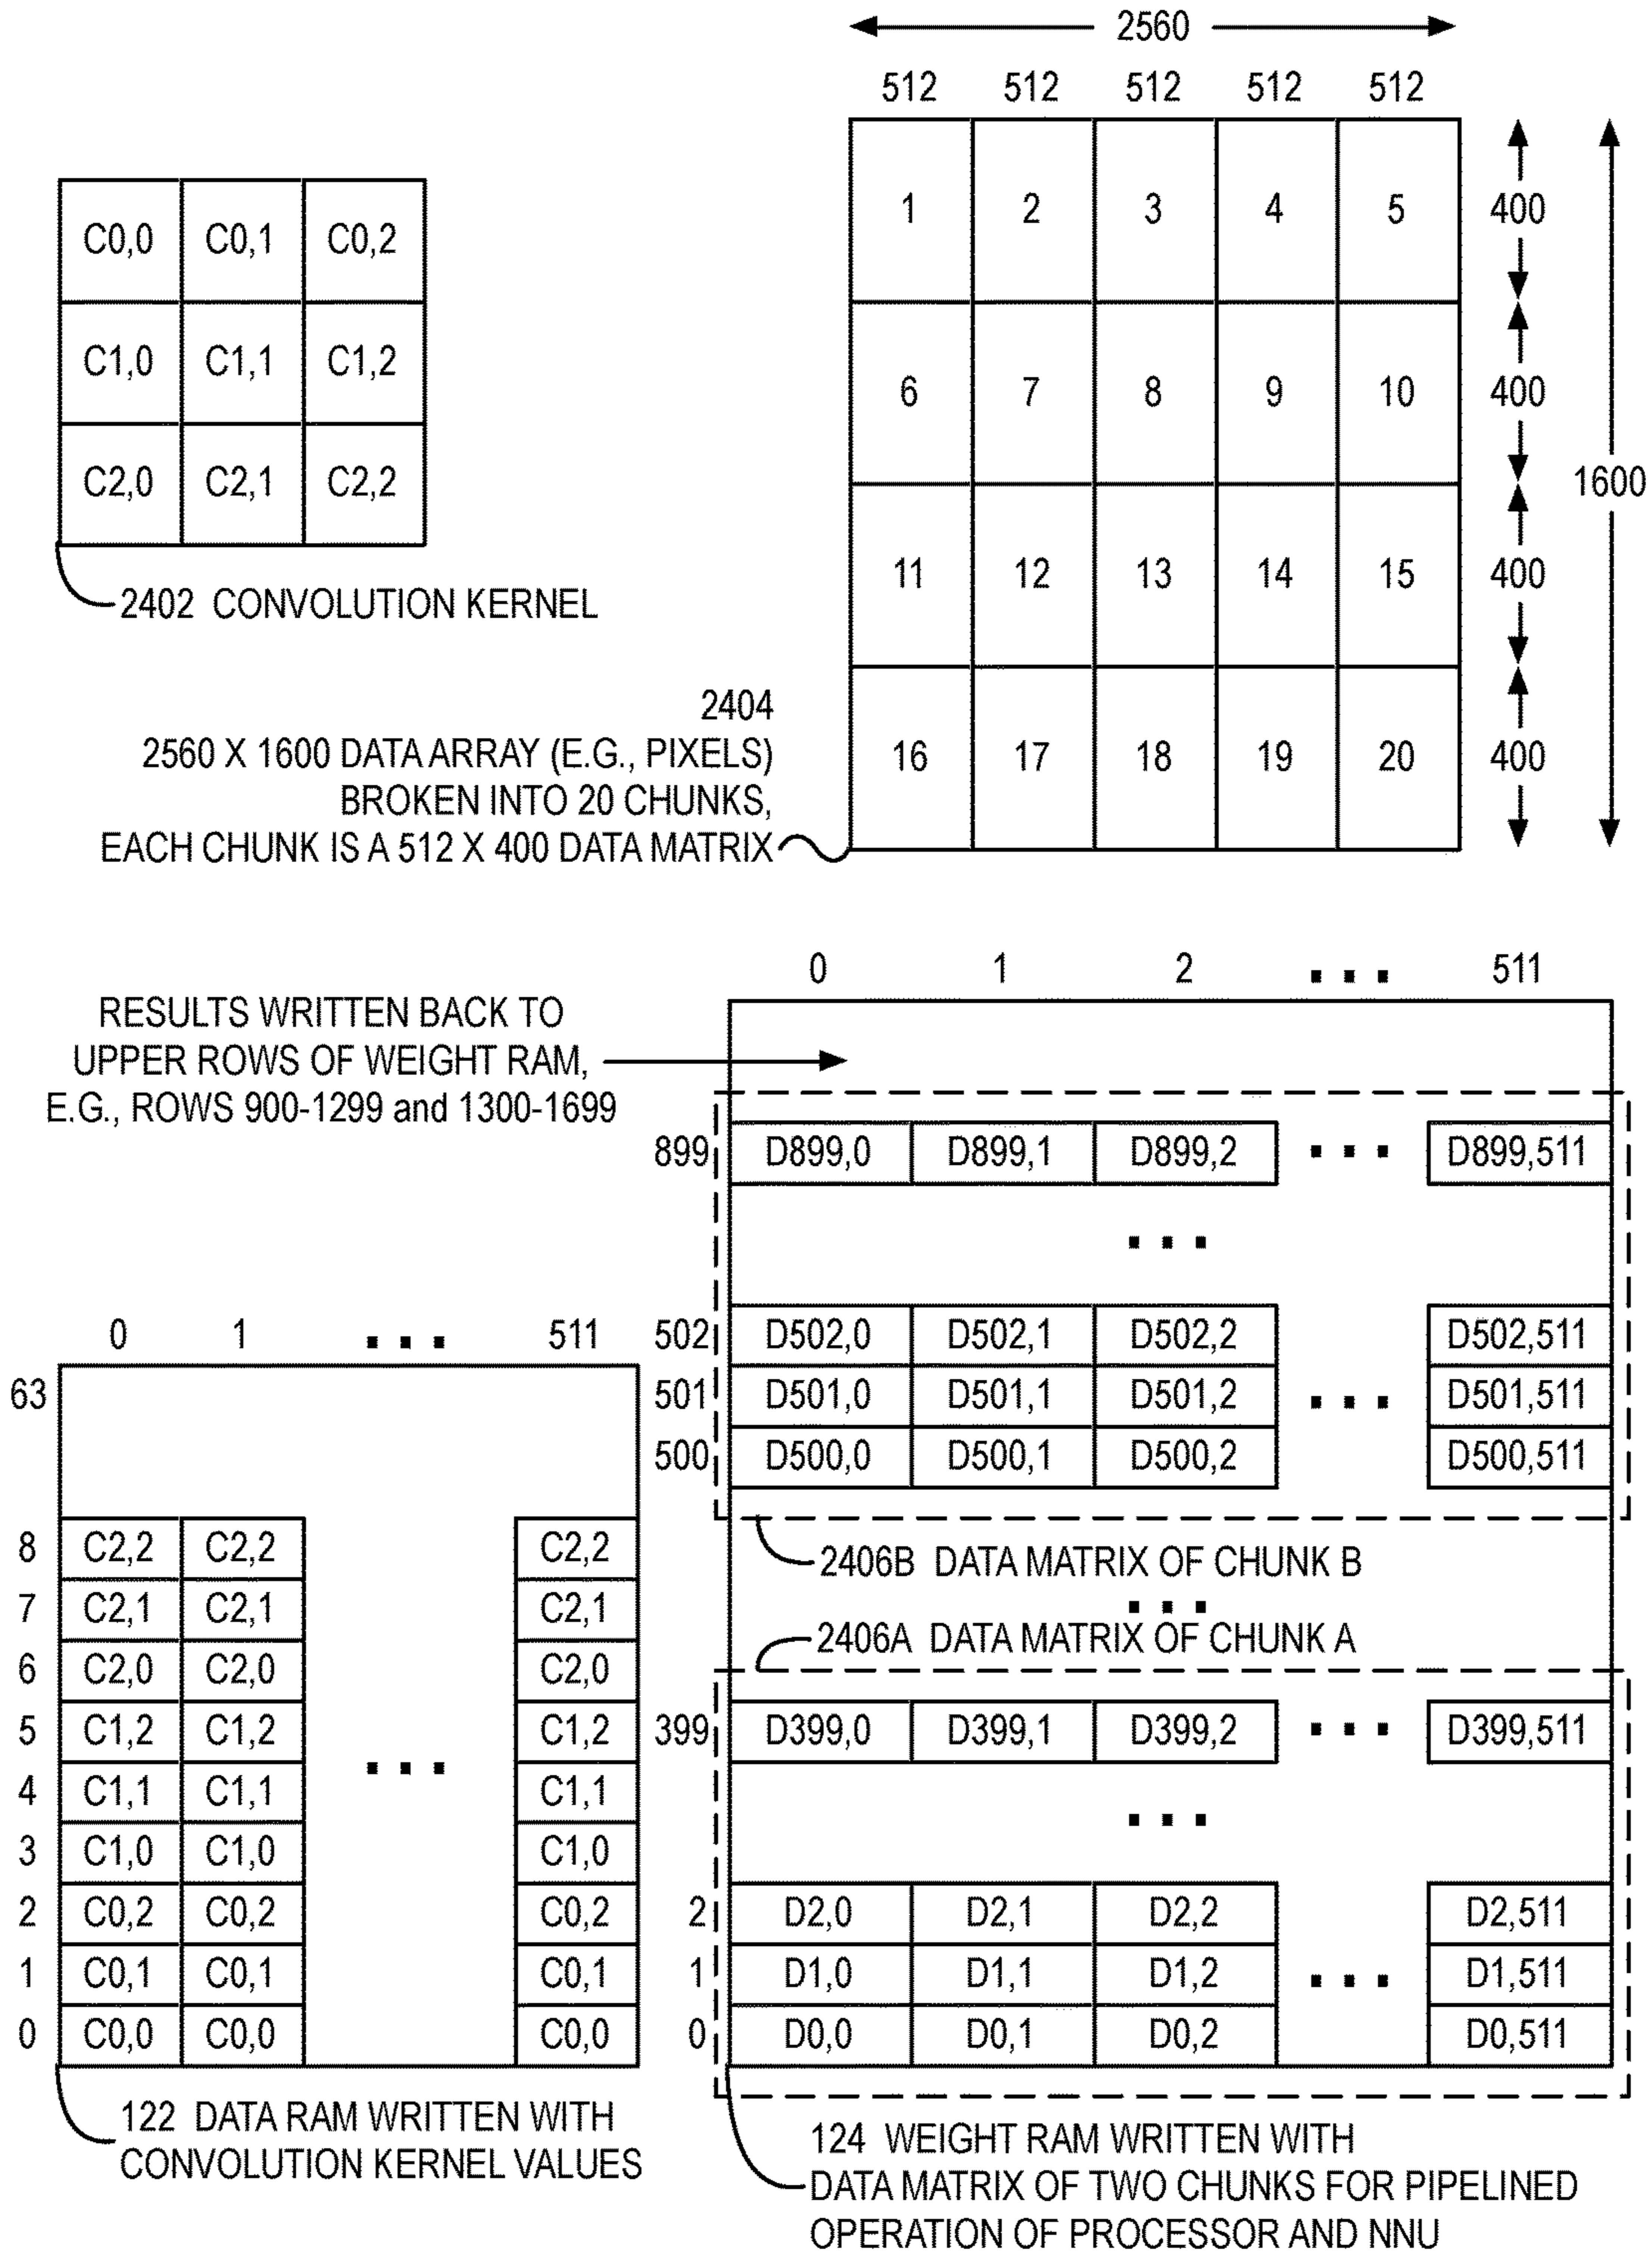 2560
512 512 512 512 512
1 2 3 4 5 400
6 7 8 9 10 400
1600
11 12 13 14 15 400
16 17 18 19 20 400
C0,0 C0,1 C0,2
C1,0 C1,1 C1,2
C2,0 C2,1 C2,2
2402 CONVOLUTION KERNEL
2404
2560 X 1600 DATA ARRAY (E.G., PIXELS)
BROKEN INTO 20 CHUNKS,
EACH CHUNK IS A 512 X 400 DATA MATRIX
RESULTS WRITTEN BACK TO
UPPER ROWS OF WEIGHT RAM,
E.G., ROWS 900-1299 and 1300-1699
0 1 ... 511
63
8 C2,2 C2,2 C2,2
7 C2,1 C2,1 C2,1
6 C2,0 C2,0 C2,0
5 C1,2 C1,2 C1,2
...
4 C1,1 C1,1 C1,1
3 C1,0 C1,0 C1,0
2 C0,2 C0,2 C0,2
1 C0,1 C0,1 C0,1
0 C0,0 C0,0 C0,0
122 DATA RAM WRITTEN WITH
CONVOLUTION KERNEL VALUES
0 1 2 ... 511
899 D899,0 D899,1 D899,2 ... D899,511
...
502 D502,0 D502,1 D502,2 D502,511
501 D501,0 D501,1 D501,2 ... D501,511
500 D500,0 D500,1 D500,2 D500,511
2406B DATA MATRIX OF CHUNK B
...
2406A DATA MATRIX OF CHUNK A
399 D399,0 D399,1 D399,2 ... D399,511
...
2 D2,0 D2,1 D2,2 D2,511
1 D1,0 D1,1 D1,2 ... D1,511
0 D0,0 D0,1 D0,2 D0,511
124 WEIGHT RAM WRITTEN WITH
DATA MATRIX OF TWO CHUNKS FOR PIPELINED
OPERATION OF PROCESSOR AND NNU